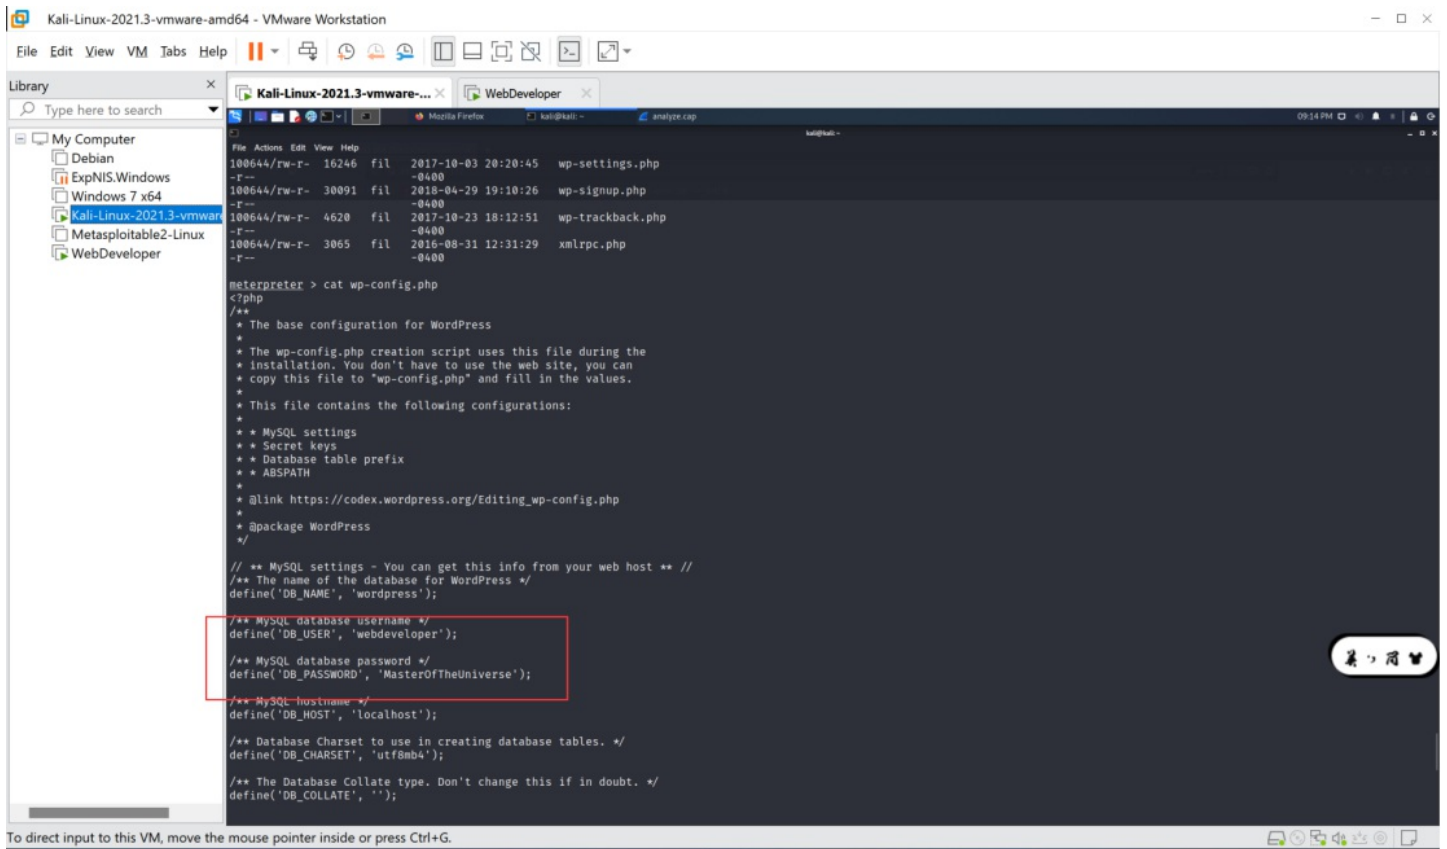 Kali-Linux-2021.3-vmware-amd64 - VMware Workstation
File Edit View VM Tabs Help
Library
Type here to search
My Computer
Debian
ExpNIS.Windows
Windows 7 x64
Kali-Linux-2021.3-vmware
Metasploitable2-Linux
WebDeveloper
Kali-Linux-2021.3-vmware-...
WebDeveloper
Mozilla Firefox
kali@kali: ~
analyze.cap
09:14 PM
kali@kali: ~
File Actions Edit View Help
100644/rw-r- 16246 fil 2017-10-03 20:20:45 wp-settings.php
-r-- -0400
100644/rw-r- 30091 fil 2018-04-29 19:10:26 wp-signup.php
-r-- -0400
100644/rw-r- 4620 fil 2017-10-23 18:12:51 wp-trackback.php
-r-- -0400
100644/rw-r- 3065 fil 2016-08-31 12:31:29 xmlrpc.php
-r-- -0400
meterpreter > cat wp-config.php
<?php
/**
* The base configuration for WordPress
*
* The wp-config.php creation script uses this file during the
* installation. You don't have to use the web site, you can
* copy this file to "wp-config.php" and fill in the values.
*
* This file contains the following configurations:
*
* * MySQL settings
* * Secret keys
* * Database table prefix
* * ABSPATH
*
* @link https://codex.wordpress.org/Editing_wp-config.php
*
* @package WordPress
*/
// ** MySQL settings - You can get this info from your web host ** //
/** The name of the database for WordPress */
define('DB_NAME', 'wordpress');
/** MySQL database username */
define('DB_USER', 'webdeveloper');
/** MySQL database password */
define('DB_PASSWORD', 'MasterOfTheUniverse');
/** MySQL hostname */
define('DB_HOST', 'localhost');
/** Database Charset to use in creating database tables. */
define('DB_CHARSET', 'utf8mb4');
/** The Database Collate type. Don't change this if in doubt. */
define('DB_COLLATE', '');
To direct input to this VM, move the mouse pointer inside or press Ctrl+G.